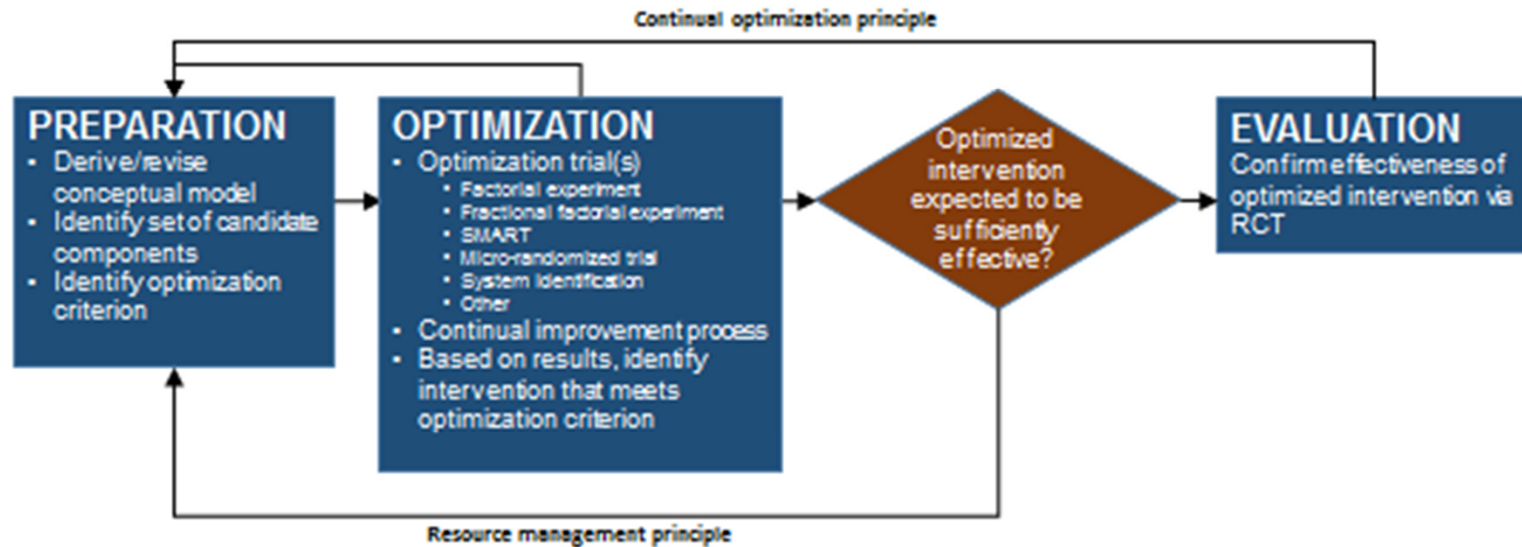 Continual optimization principle
PREPARATION
▪ Derive/revise
conceptual model
▪ Identify set of candidate
components
▪ Identify optimization
criterion
OPTIMIZATION
▪ Optimization trial(s)
▪ Factorial experiment
▪ Fractional factorial experiment
▪ SMART
▪ Micro-randomized trial
▪ System identification
▪ Other
▪ Continual improvement process
▪ Based on results, identify
intervention that meets
optimization criterion
Optimized
intervention
expected to be
sufficiently
effective?
EVALUATION
Confirm effectiveness of
optimized intervention via
RCT
Resource management principle